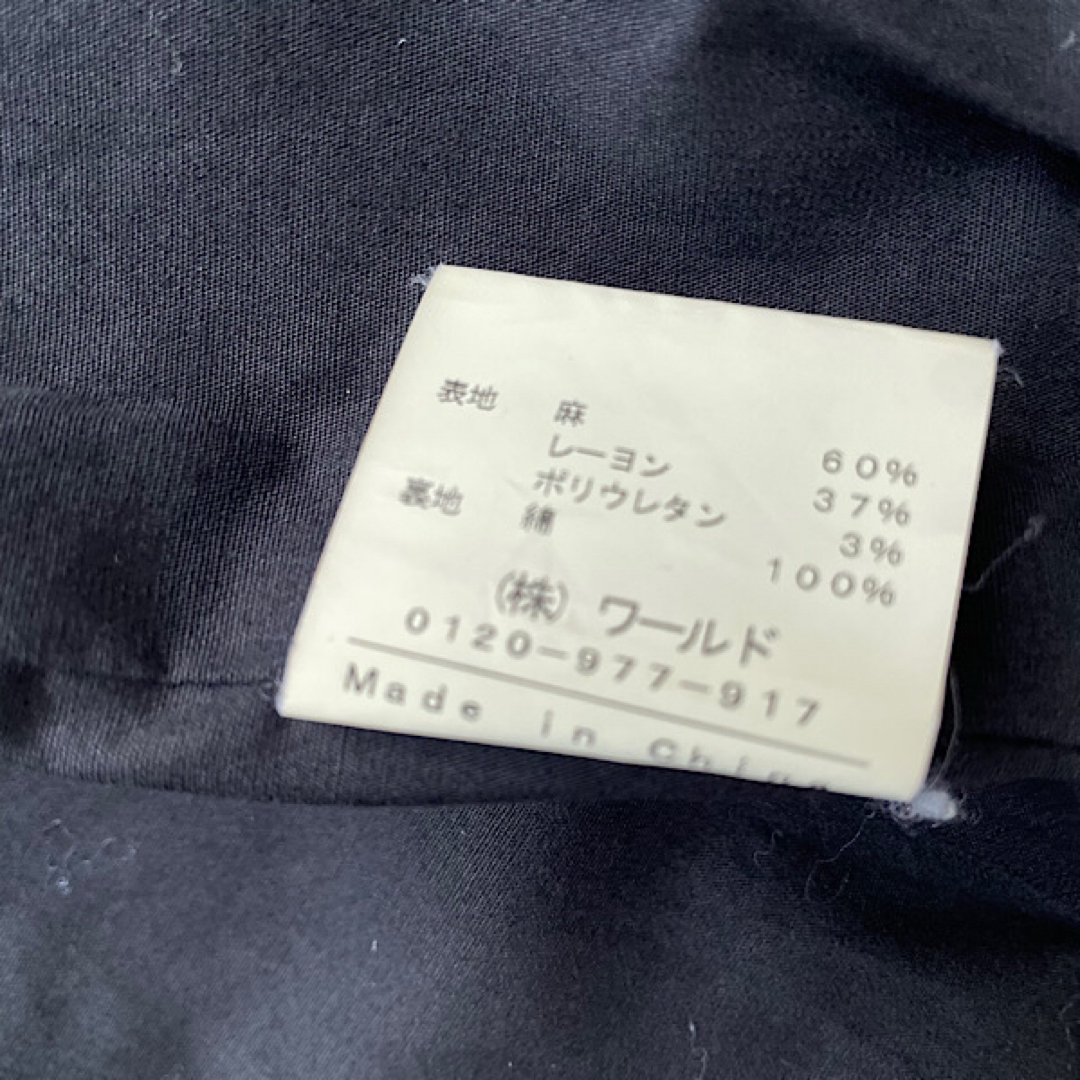 表地 麻 60%
レーヨン 37%
ポリウレタン 3%
裏地 綿 100%
(株) ワールド
0120-977-917
Made in China